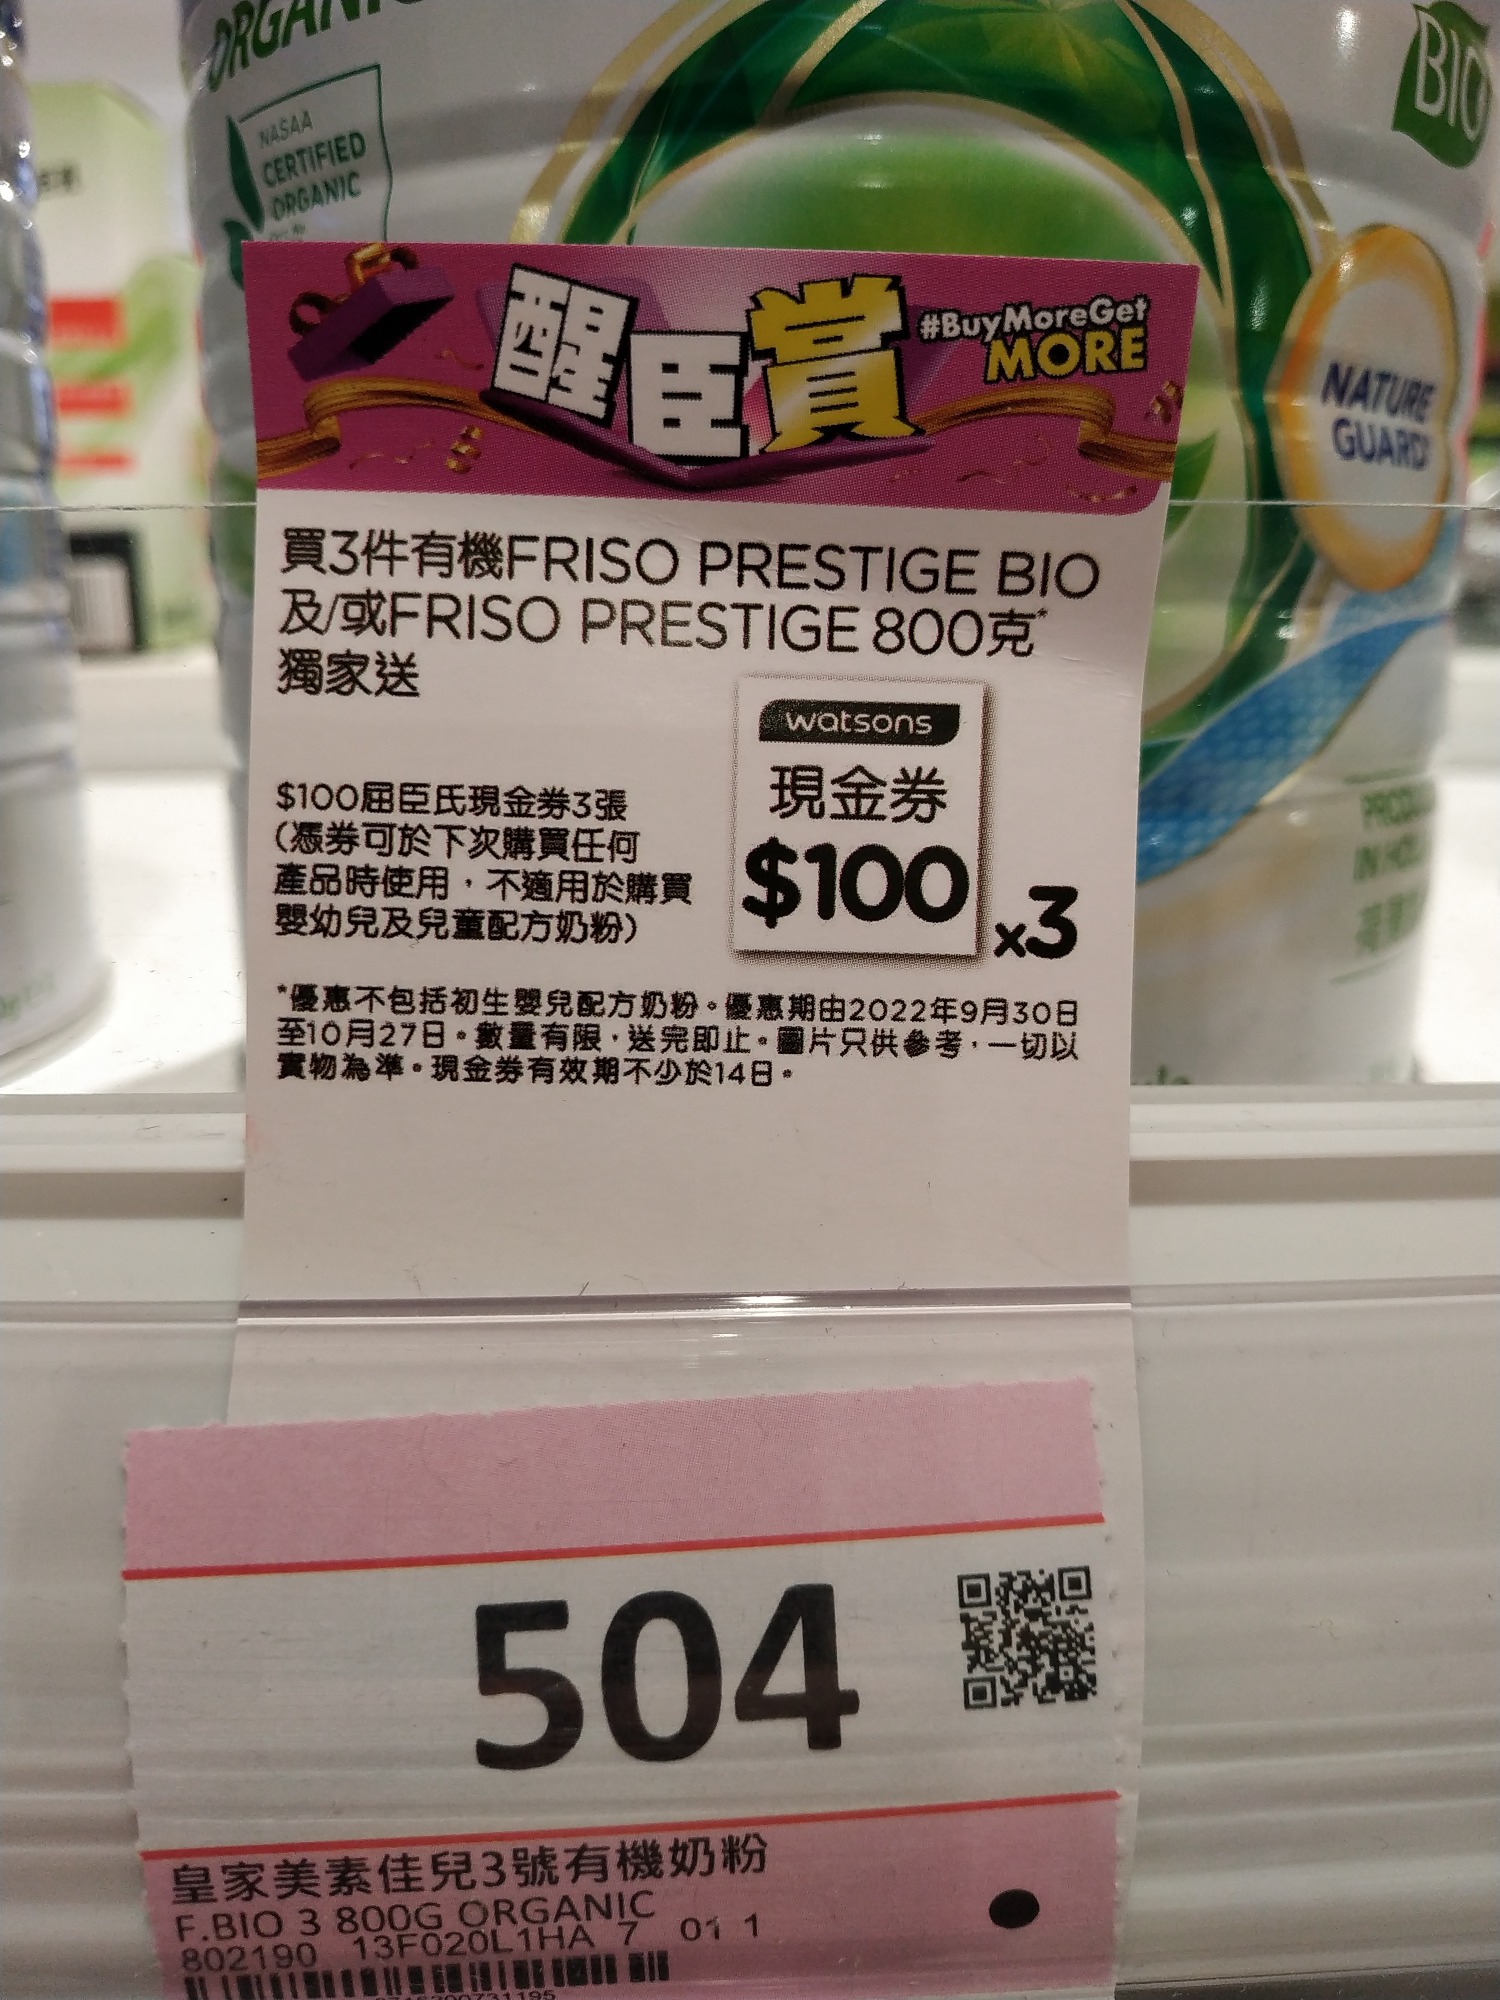 ORGANIC
NASAA
CERTIFIED
ORGANIC
BIO
NATURE
GUARD
醒臣賞
#BuyMoreGet
MORE
買3件有機FRISO PRESTIGE BIO
及/或FRISO PRESTIGE 800克*
獨家送
watsons
現金券
$100
x3
$100屈臣氏現金券3張
(憑券可於下次購買任何
產品時使用，不適用於購買
嬰幼兒及兒童配方奶粉)
*優惠不包括初生嬰兒配方奶粉。優惠期由2022年9月30日
至10月27日。數量有限，送完即止。圖片只供參考，一切以
實物為準。現金券有效期不少於14日。
504
皇家美素佳兒3號有機奶粉
F.BIO 3 800G ORGANIC
802190 13F020L1HA 7 01 1